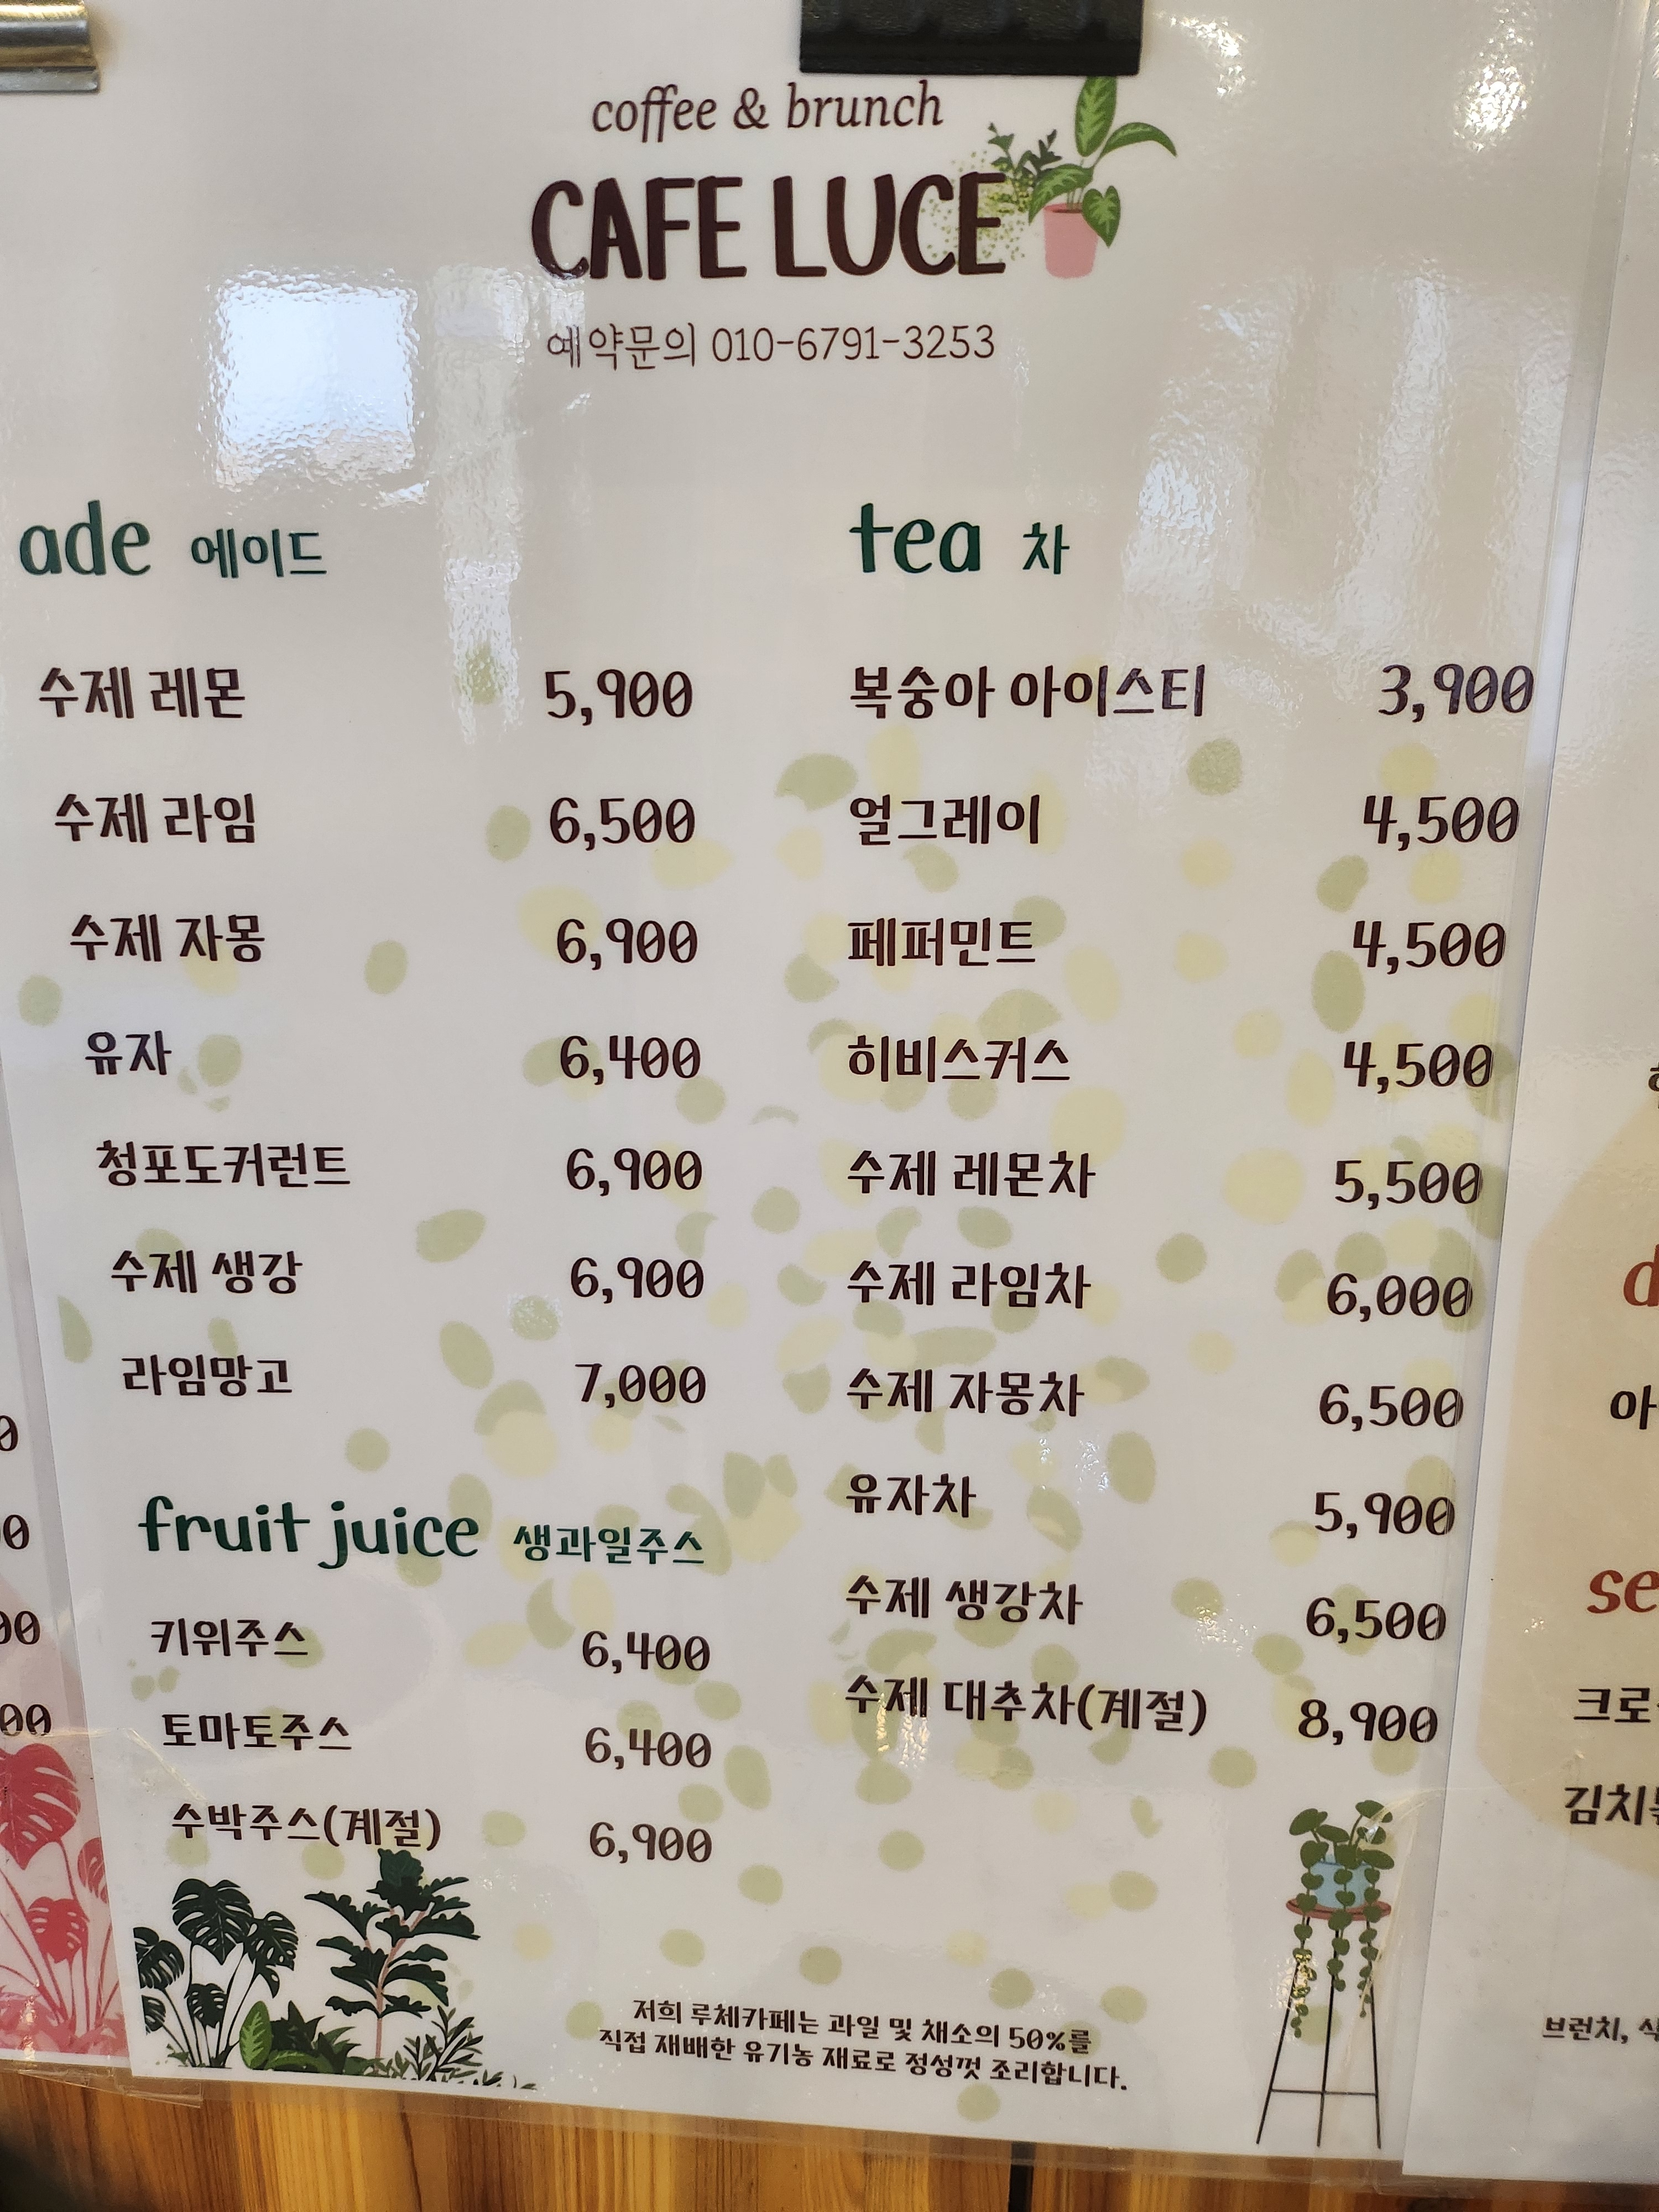 coffee & brunch
CAFE LUCE
예약문의 010-6791-3253
ade 에이드
수제 레몬 5,900
수제 라임 6,500
수제 자몽 6,900
유자 6,400
청포도커런트 6,900
수제 생강 6,900
라임망고 7,000
fruit juice 생과일주스
키위주스 6,400
토마토주스 6,400
수박주스(계절) 6,900
tea 차
복숭아 아이스티 3,900
얼그레이 4,500
페퍼민트 4,500
히비스커스 4,500
수제 레몬차 5,500
수제 라임차 6,000
수제 자몽차 6,500
유자차 5,900
수제 생강차 6,500
수제 대추차(계절) 8,900
저희 루체카페는 과일 및 채소의 50%를
직접 재배한 유기농 재료로 정성껏 조리합니다.
브런치,